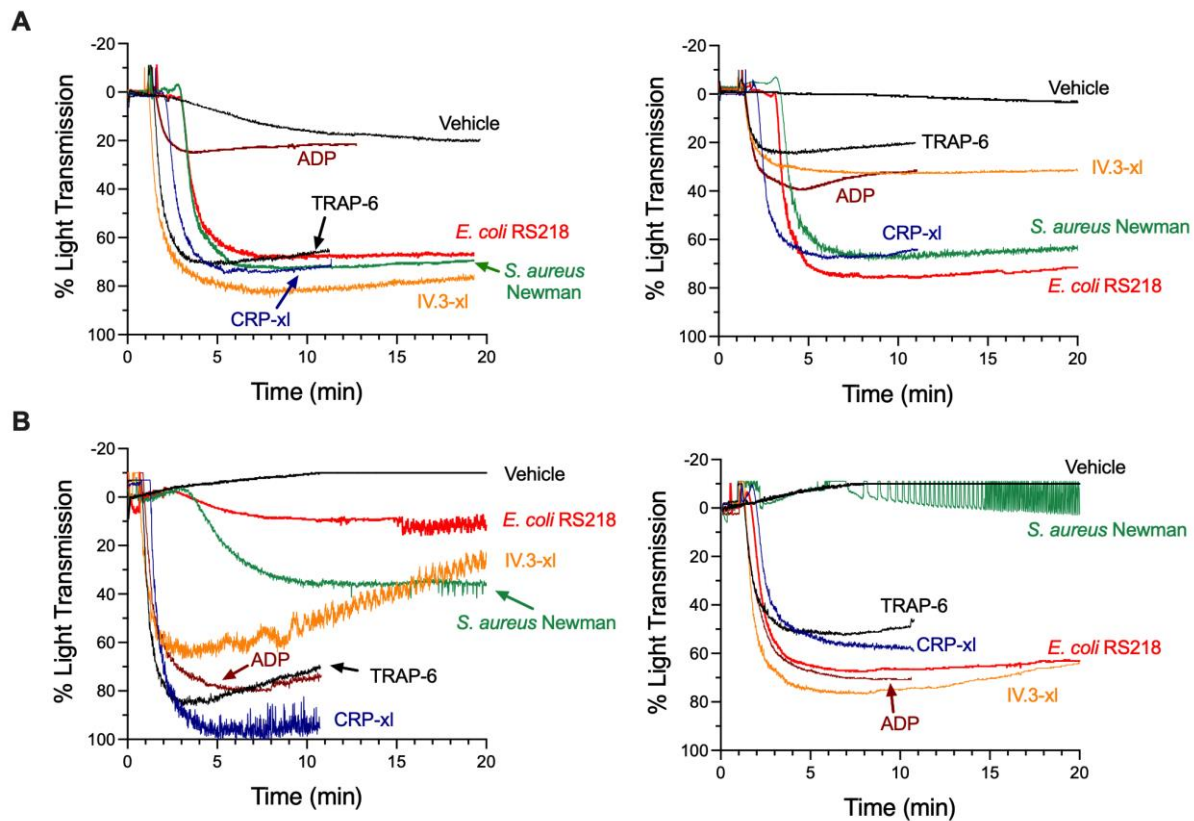 A
-20
0
20
40
60
80
100
% Light Transmission
0
5
10
15
20
Time (min)
Vehicle
ADP
TRAP-6
E. coli RS218
S. aureus
Newman
IV.3-xl
CRP-xl
-20
0
20
40
60
80
100
% Light Transmission
0
5
10
15
20
Time (min)
Vehicle
TRAP-6
IV.3-xl
ADP
CRP-xl
S. aureus Newman
E. coli RS218
B
-20
0
20
40
60
80
100
% Light Transmission
0
5
10
15
20
Time (min)
Vehicle
E. coli RS218
IV.3-xl
S. aureus Newman
ADP
TRAP-6
CRP-xl
-20
0
20
40
60
80
100
% Light Transmission
0
5
10
15
20
Time (min)
Vehicle
S. aureus Newman
TRAP-6
CRP-xl
E. coli RS218
IV.3-xl
ADP